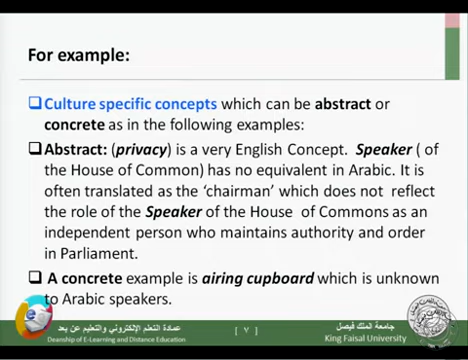 For example:
❑Culture specific concepts which can be abstract or
concrete as in the following examples:
❑Abstract: (privacy) is a very English Concept. Speaker ( of
the House of Common) has no equivalent in Arabic. It is
often translated as the ‘chairman’ which does not reflect
the role of the Speaker of the House of Commons as an
independent person who maintains authority and order
in Parliament.
❑ A concrete example is airing cupboard which is unknown
to Arabic speakers.
عمادة التعلم الإلكتروني والتعليم عن بعد
Deanship of E-Learning and Distance Education
[ ٧ ]
جامعة الملك فيصل
King Faisal University